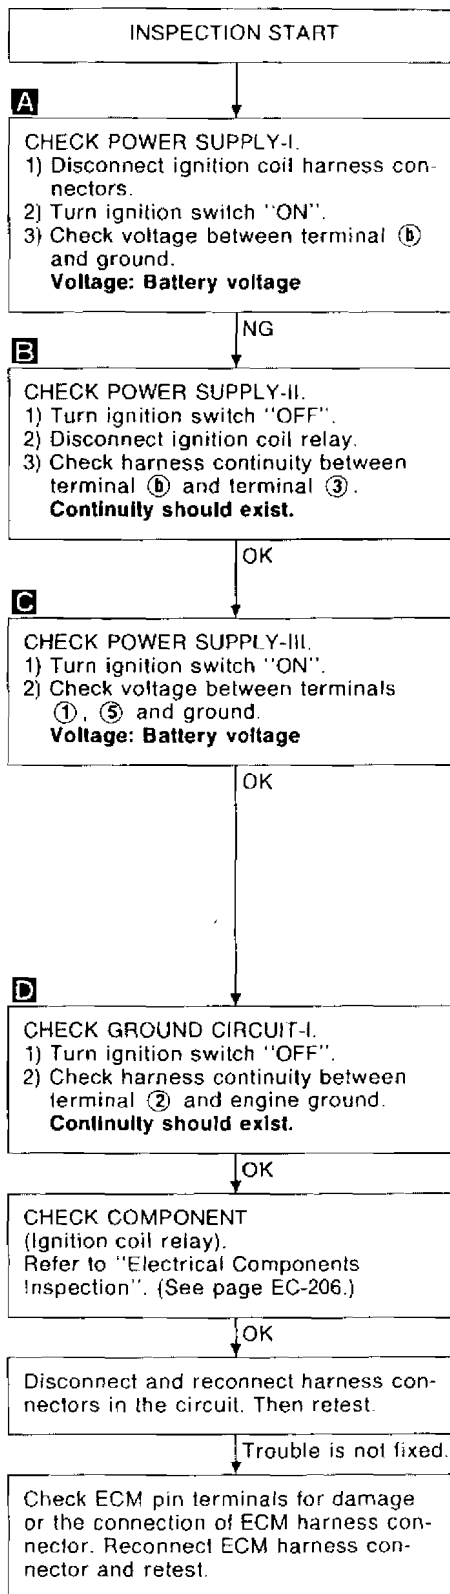 INSPECTION START
A
CHECK POWER SUPPLY-I.
1) Disconnect ignition coil harness con-
nectors.
2) Turn ignition switch "ON".
3) Check voltage between terminal ⓑ
and ground.
Voltage: Battery voltage
NG
B
CHECK POWER SUPPLY-II.
1) Turn ignition switch "OFF".
2) Disconnect ignition coil relay.
3) Check harness continuity between
terminal ⓑ and terminal ③.
Continuity should exist.
OK
C
CHECK POWER SUPPLY-III.
1) Turn ignition switch "ON".
2) Check voltage between terminals
①, ⑤ and ground.
Voltage: Battery voltage
OK
D
CHECK GROUND CIRCUIT-I.
1) Turn ignition switch "OFF".
2) Check harness continuity between
terminal ② and engine ground.
Continuity should exist.
OK
CHECK COMPONENT
(Ignition coil relay).
Refer to "Electrical Components
Inspection". (See page EC-206.)
OK
Disconnect and reconnect harness con-
nectors in the circuit. Then retest.
Trouble is not fixed.
Check ECM pin terminals for damage
or the connection of ECM harness con-
nector. Reconnect ECM harness con-
nector and retest.